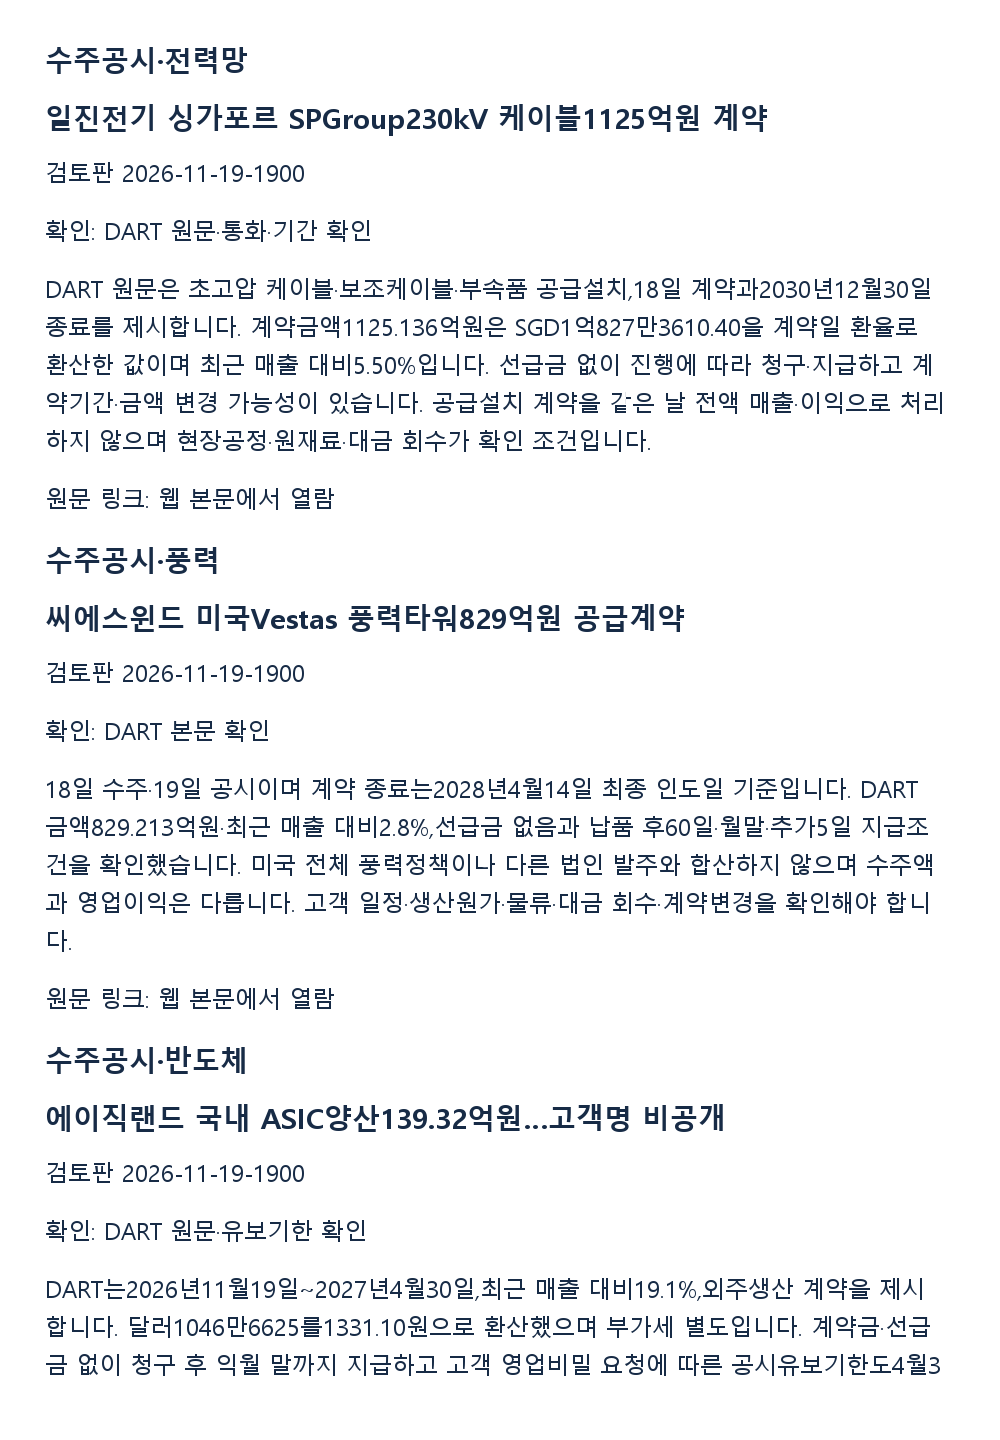 수주공시·전력망
일진전기 싱가포르 SPGroup230kV 케이블1125억원 계약
검토판 2026-11-19-1900
확인: DART 원문·통화·기간 확인
DART 원문은 초고압 케이블·보조케이블·부속품 공급설치,18일 계약과2030년12월30일
종료를 제시합니다. 계약금액1125.136억원은 SGD1억827만3610.40을 계약일 환율로
환산한 값이며 최근 매출 대비5.50%입니다. 선급금 없이 진행에 따라 청구·지급하고 계
약기간·금액 변경 가능성이 있습니다. 공급설치 계약을 같은 날 전액 매출·이익으로 처리
하지 않으며 현장공정·원재료·대금 회수가 확인 조건입니다.
원문 링크: 웹 본문에서 열람
수주공시·풍력
씨에스윈드 미국Vestas 풍력타워829억원 공급계약
검토판 2026-11-19-1900
확인: DART 본문 확인
18일 수주·19일 공시이며 계약 종료는2028년4월14일 최종 인도일 기준입니다. DART
금액829.213억원·최근 매출 대비2.8%,선급금 없음과 납품 후60일·월말·추가5일 지급조
건을 확인했습니다. 미국 전체 풍력정책이나 다른 법인 발주와 합산하지 않으며 수주액
과 영업이익은 다릅니다. 고객 일정·생산원가·물류·대금 회수·계약변경을 확인해야 합니
다.
원문 링크: 웹 본문에서 열람
수주공시·반도체
에이직랜드 국내 ASIC양산139.32억원…고객명 비공개
검토판 2026-11-19-1900
확인: DART 원문·유보기한 확인
DART는2026년11월19일~2027년4월30일,최근 매출 대비19.1%,외주생산 계약을 제시
합니다. 달러1046만6625를1331.10원으로 환산했으며 부가세 별도입니다. 계약금·선급
금 없이 청구 후 익월 말까지 지급하고 고객 영업비밀 요청에 따른 공시유보기한도4월3